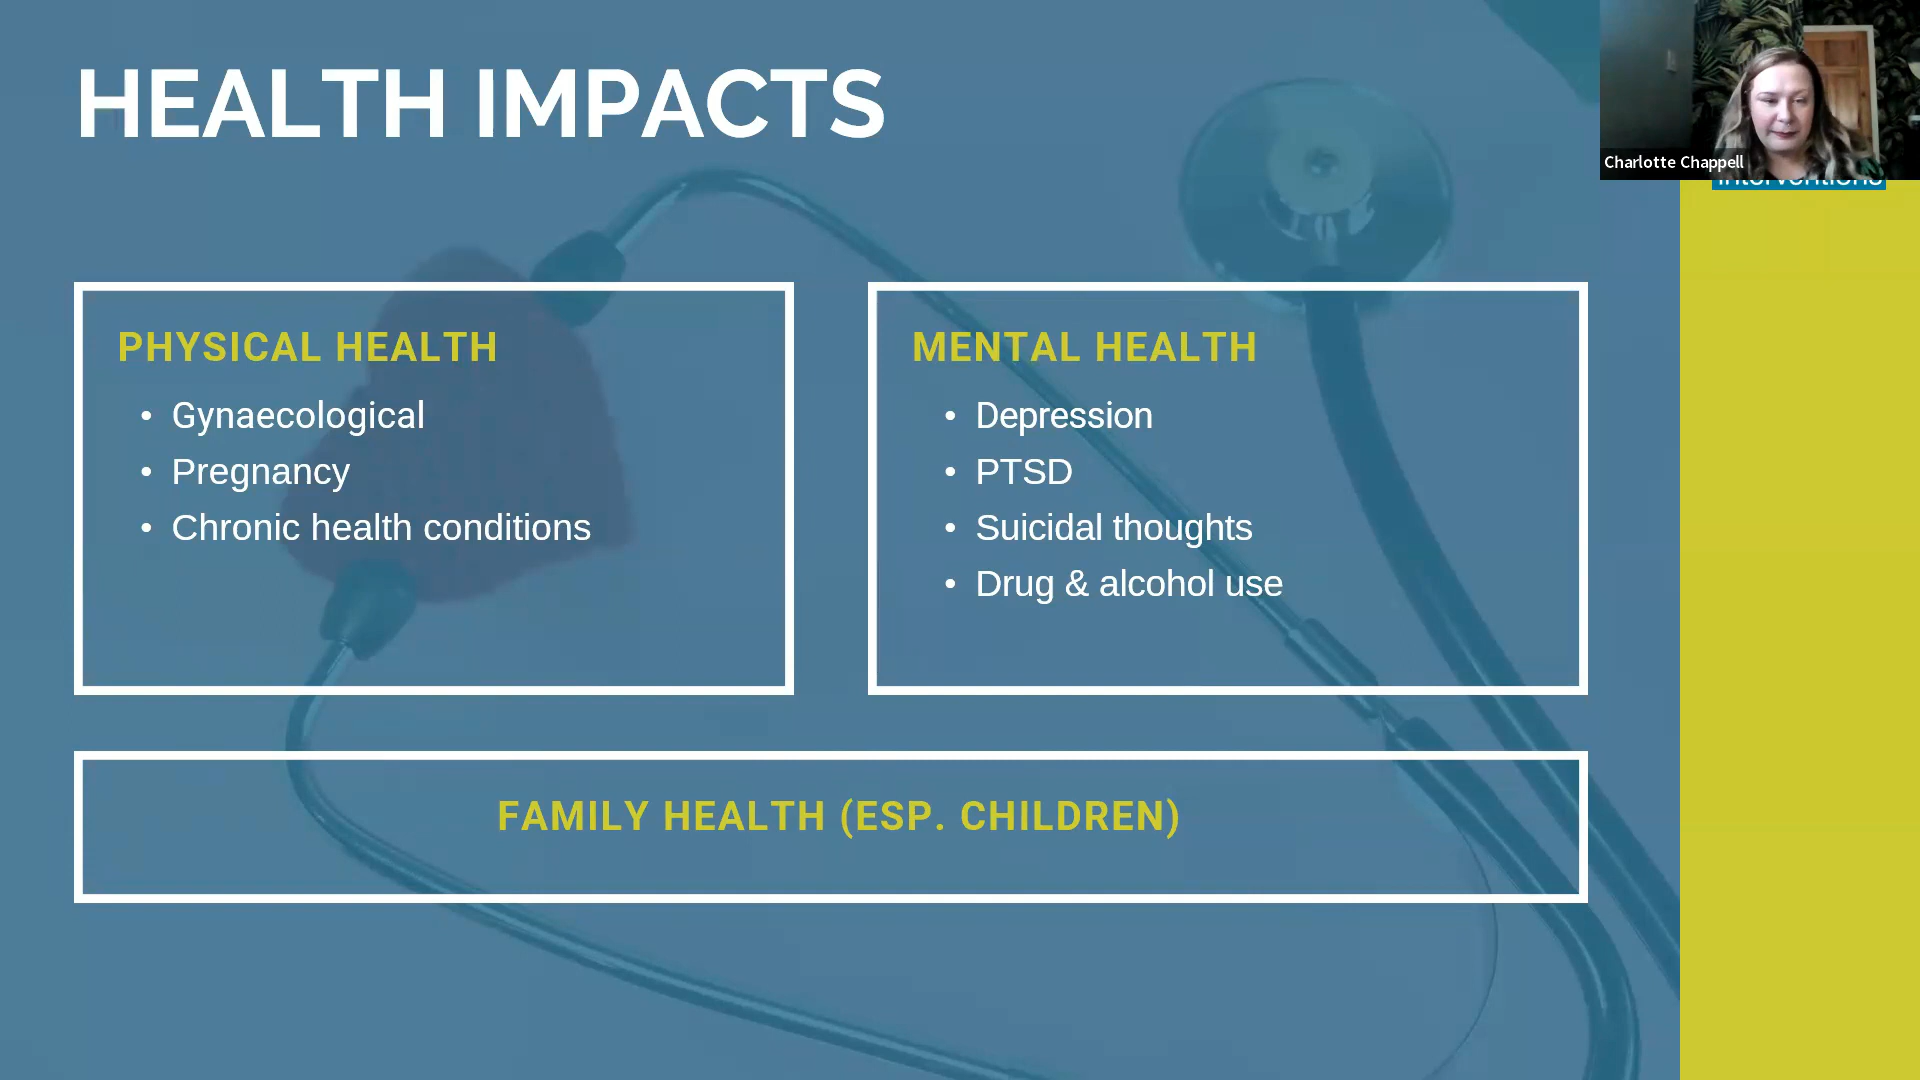 HEALTH IMPACTS
Charlotte Chappell
interventions
PHYSICAL HEALTH
• Gynaecological
• Pregnancy
• Chronic health conditions
MENTAL HEALTH
• Depression
• PTSD
• Suicidal thoughts
• Drug & alcohol use
FAMILY HEALTH (ESP. CHILDREN)